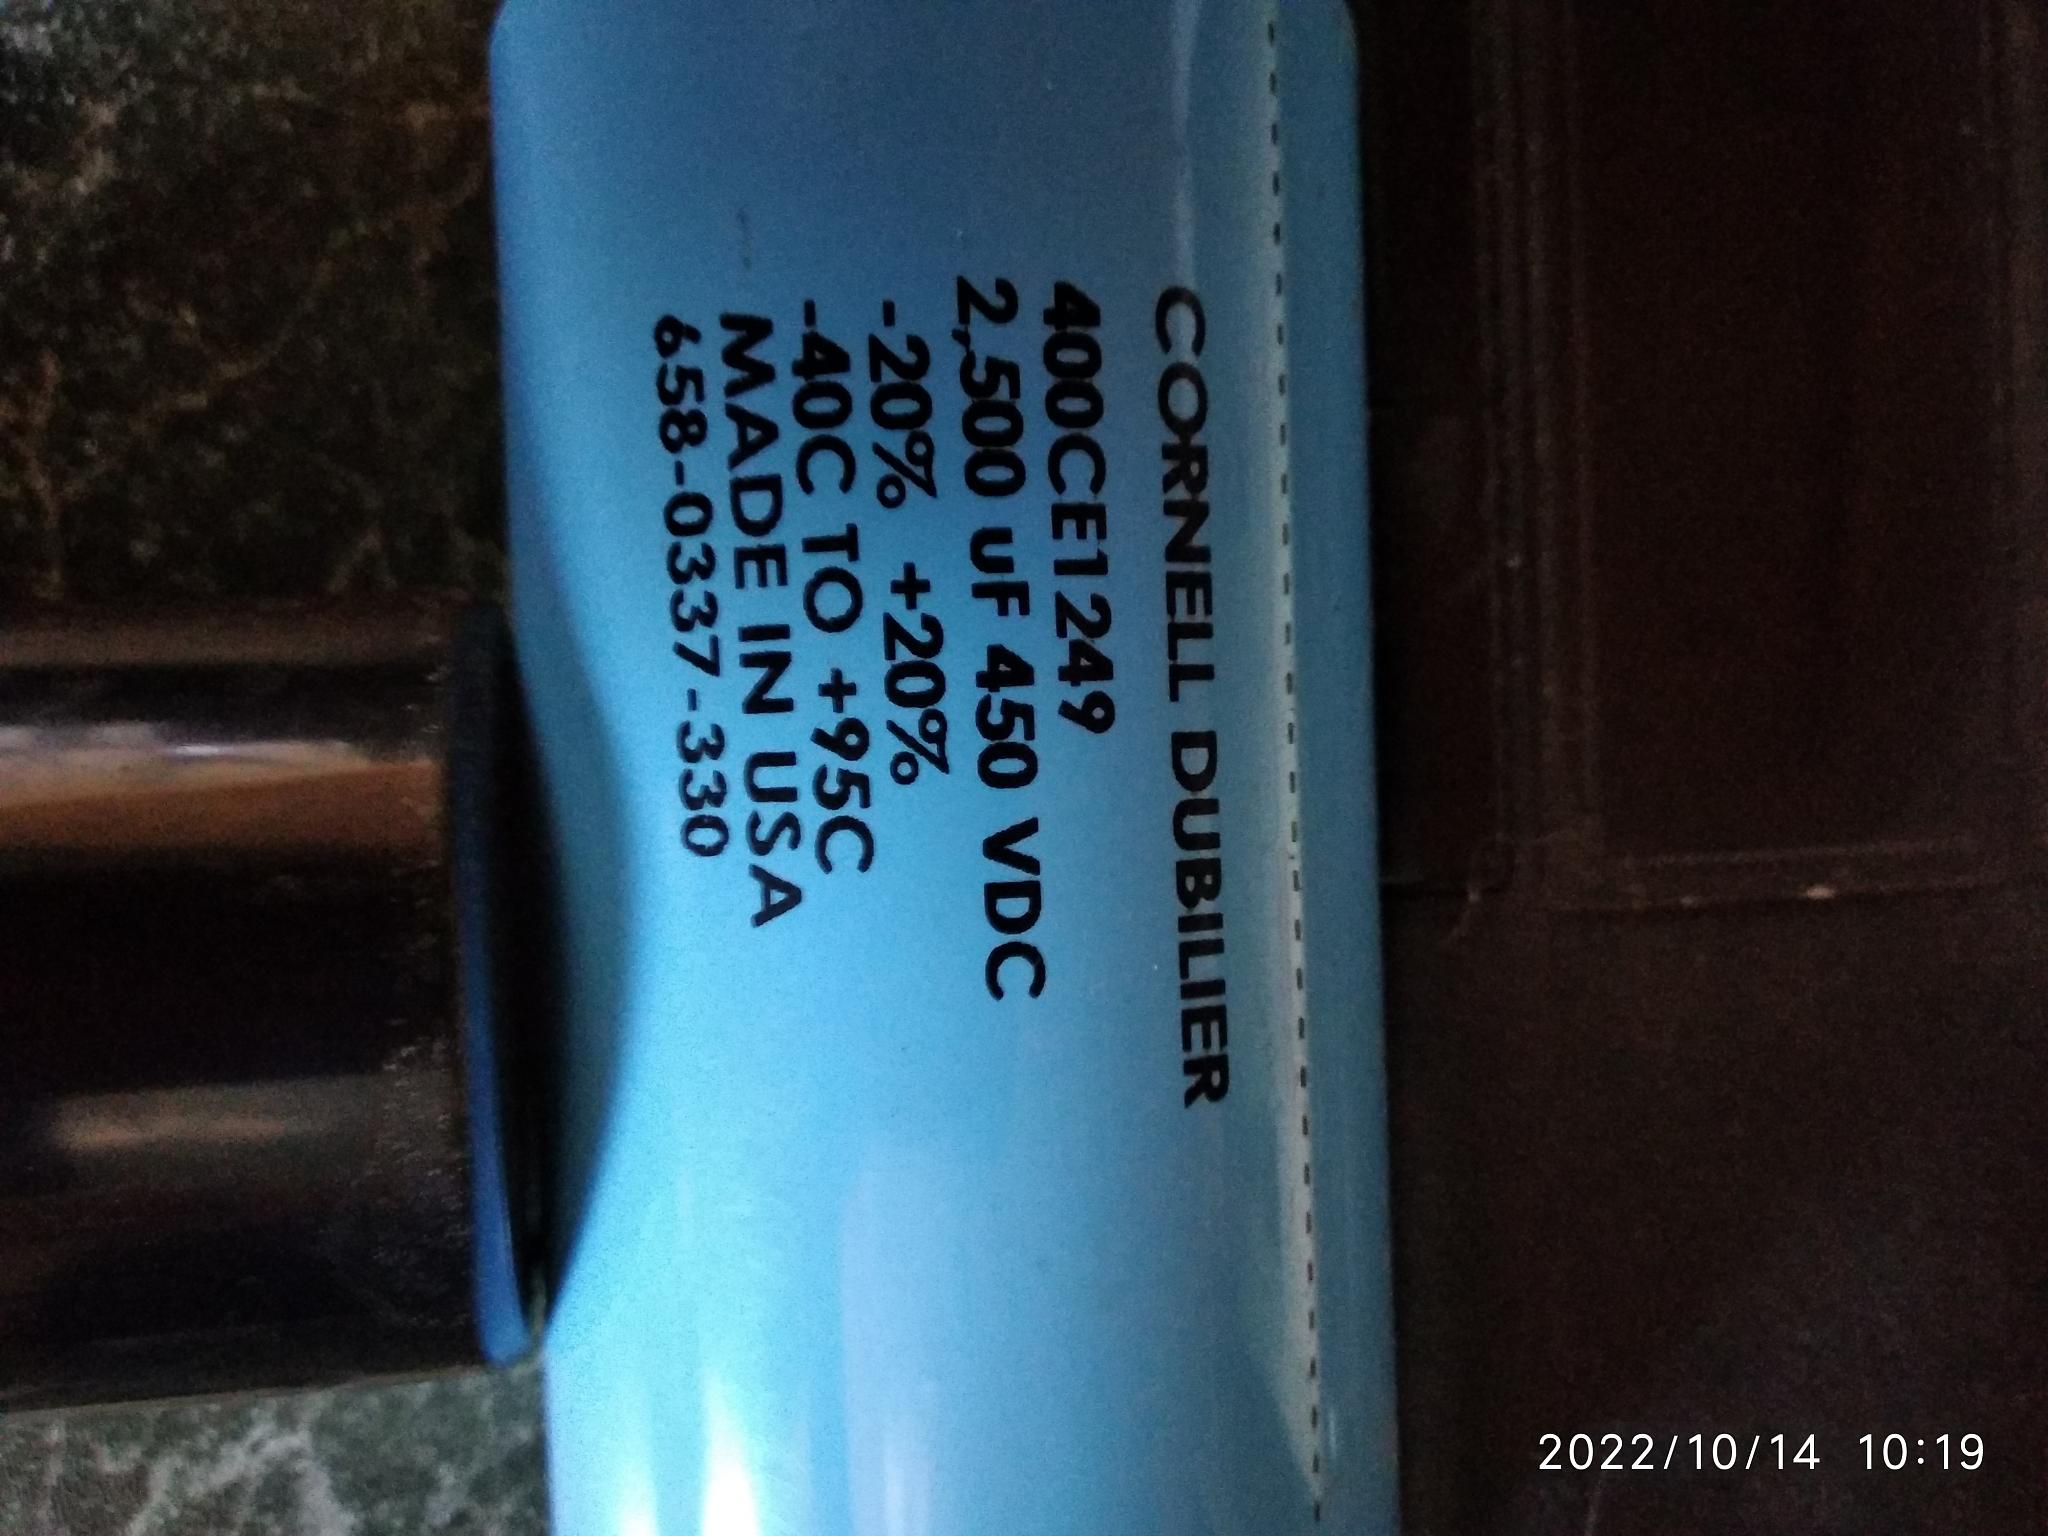 CORNELL DUBILIER
400CE1249
2,500 uF 450 VDC
-20% +20%
-40C TO +95C
MADE IN USA
658-0337-330
2022/10/14 10:19